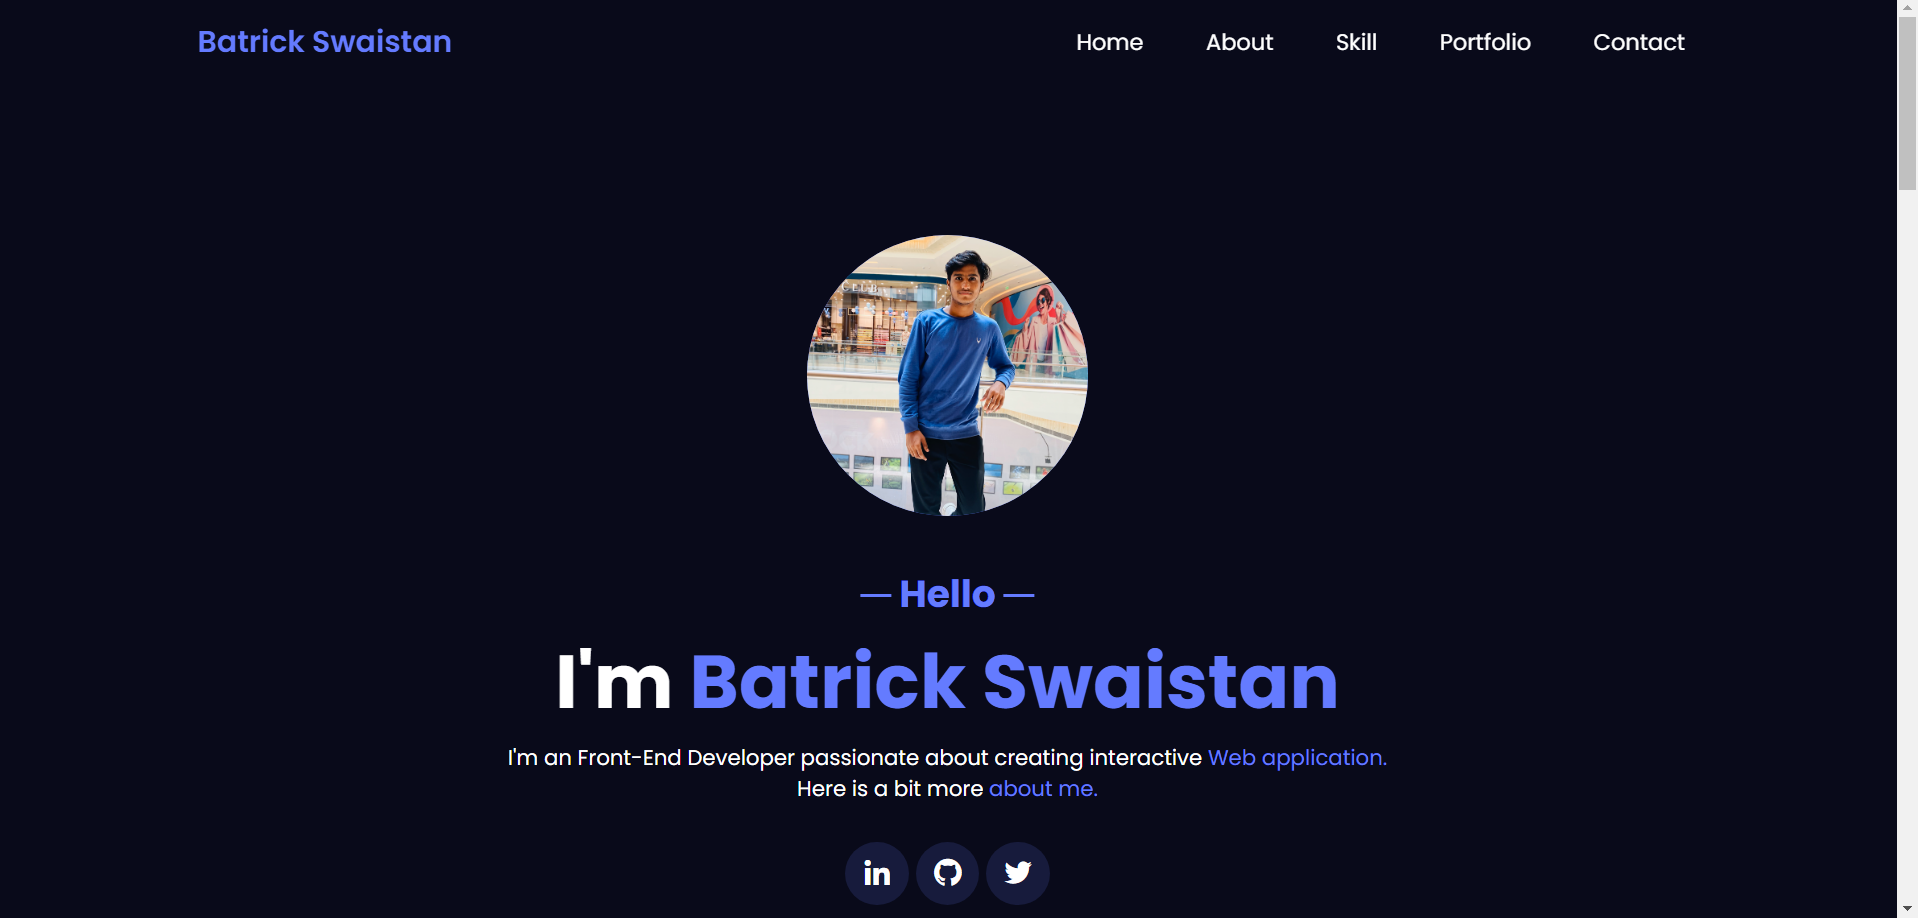 Batrick Swaistan
Home About Skill Portfolio Contact
— Hello —
I'm Batrick Swaistan
I'm an Front-End Developer passionate about creating interactive Web application.
Here is a bit more about me.
in